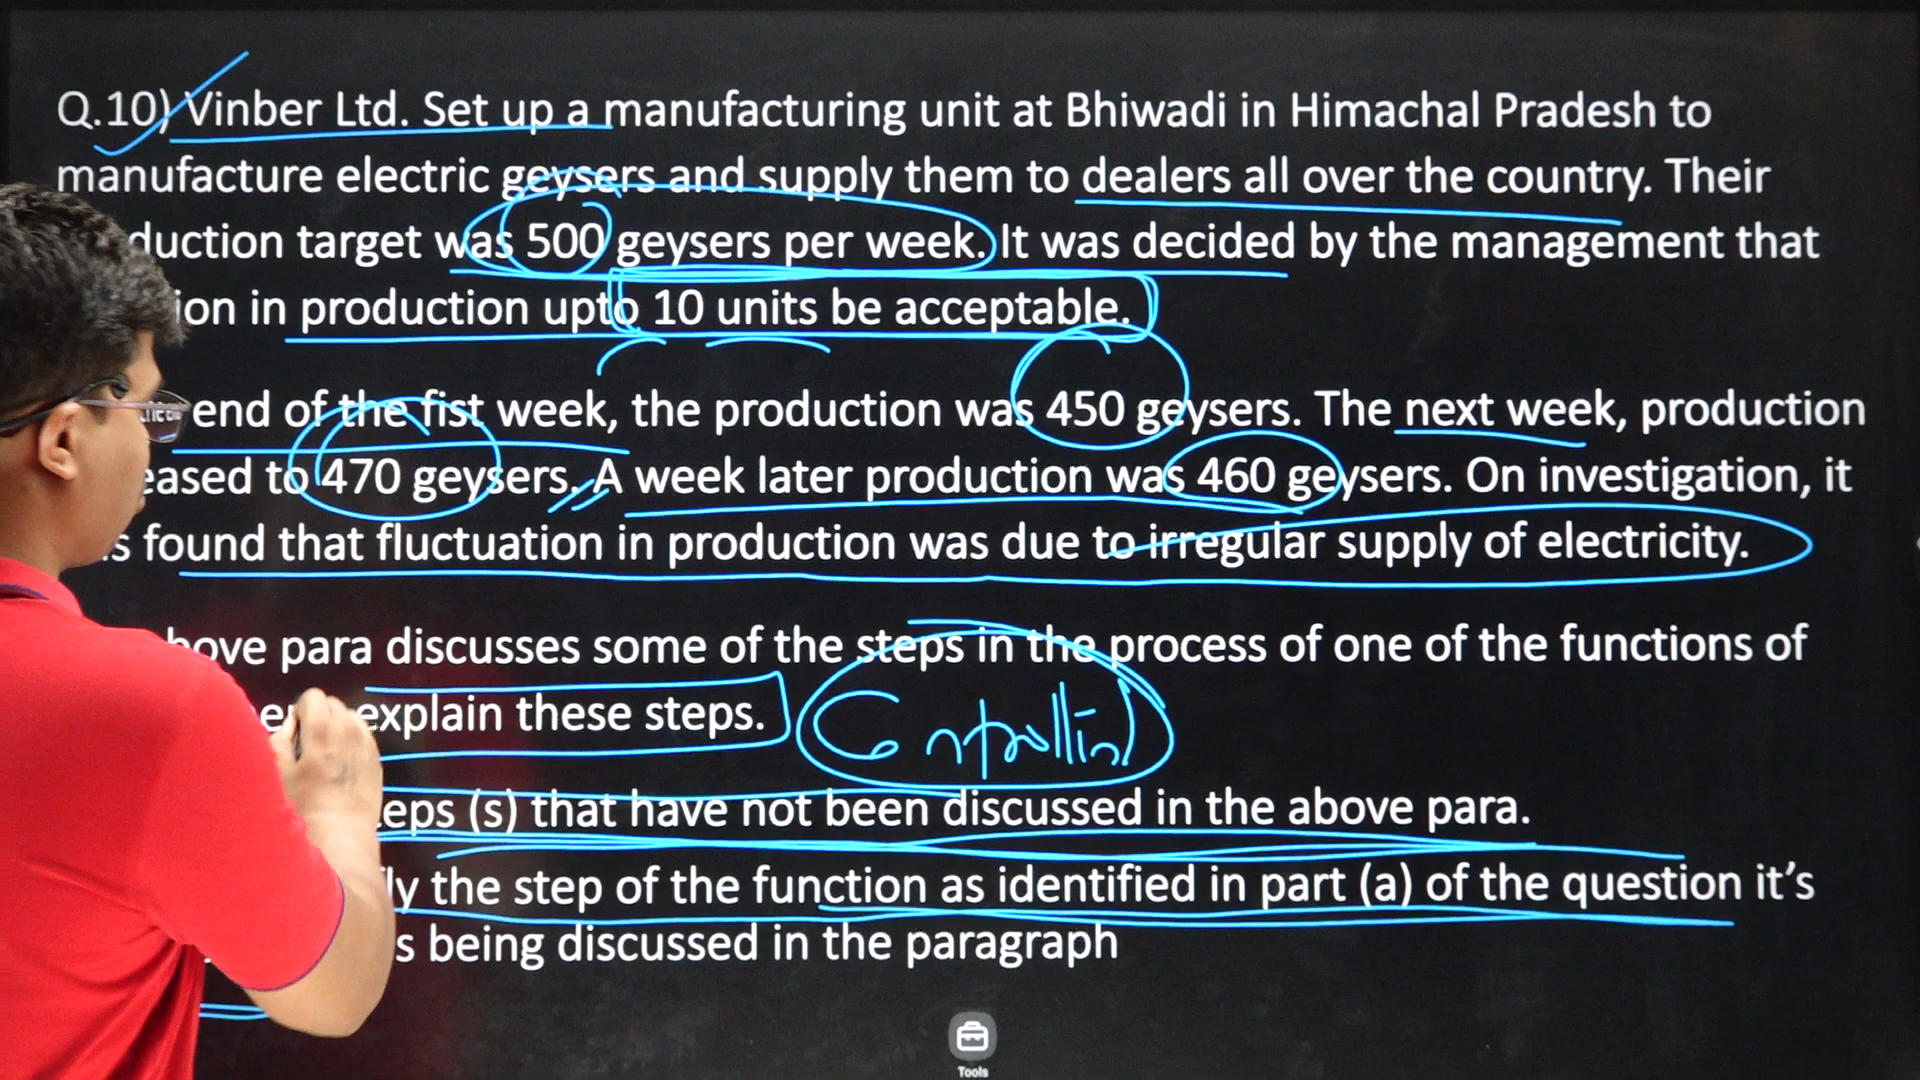 Q.10) Vinber Ltd. Set up a manufacturing unit at Bhiwadi in Himachal Pradesh to
manufacture electric geysers and supply them to dealers all over the country. Their
duction target was 500 geysers per week. It was decided by the management that
ion in production upto 10 units be acceptable.
end of the fist week, the production was 450 geysers. The next week, production
eased to 470 geysers. A week later production was 460 geysers. On investigation, it
s found that fluctuation in production was due to irregular supply of electricity.
bove para discusses some of the steps in the process of one of the functions of
explain these steps.
Controlling
eps (s) that have not been discussed in the above para.
fy the step of the function as identified in part (a) of the question it's
s being discussed in the paragraph
Tools